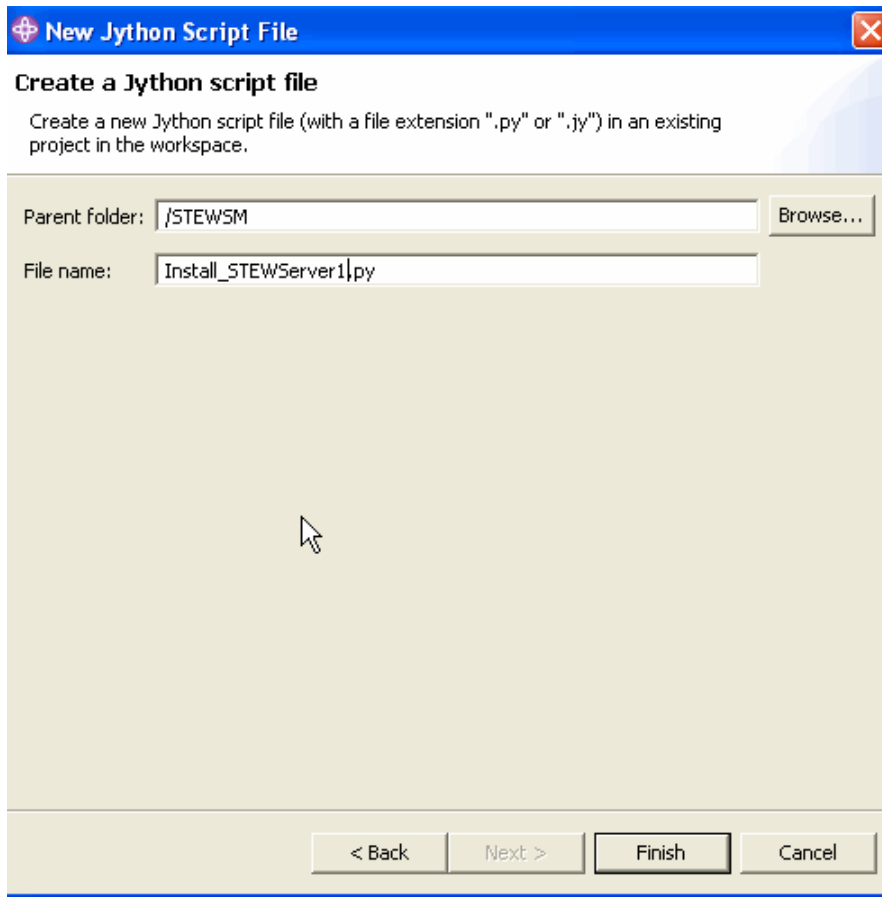 New Jython Script File
Create a Jython script file
Create a new Jython script file (with a file extension ".py" or ".jy") in an existing
project in the workspace.
Parent folder: /STEWSM Browse...
File name: Install_STEWServer1.py
< Back Next > Finish Cancel